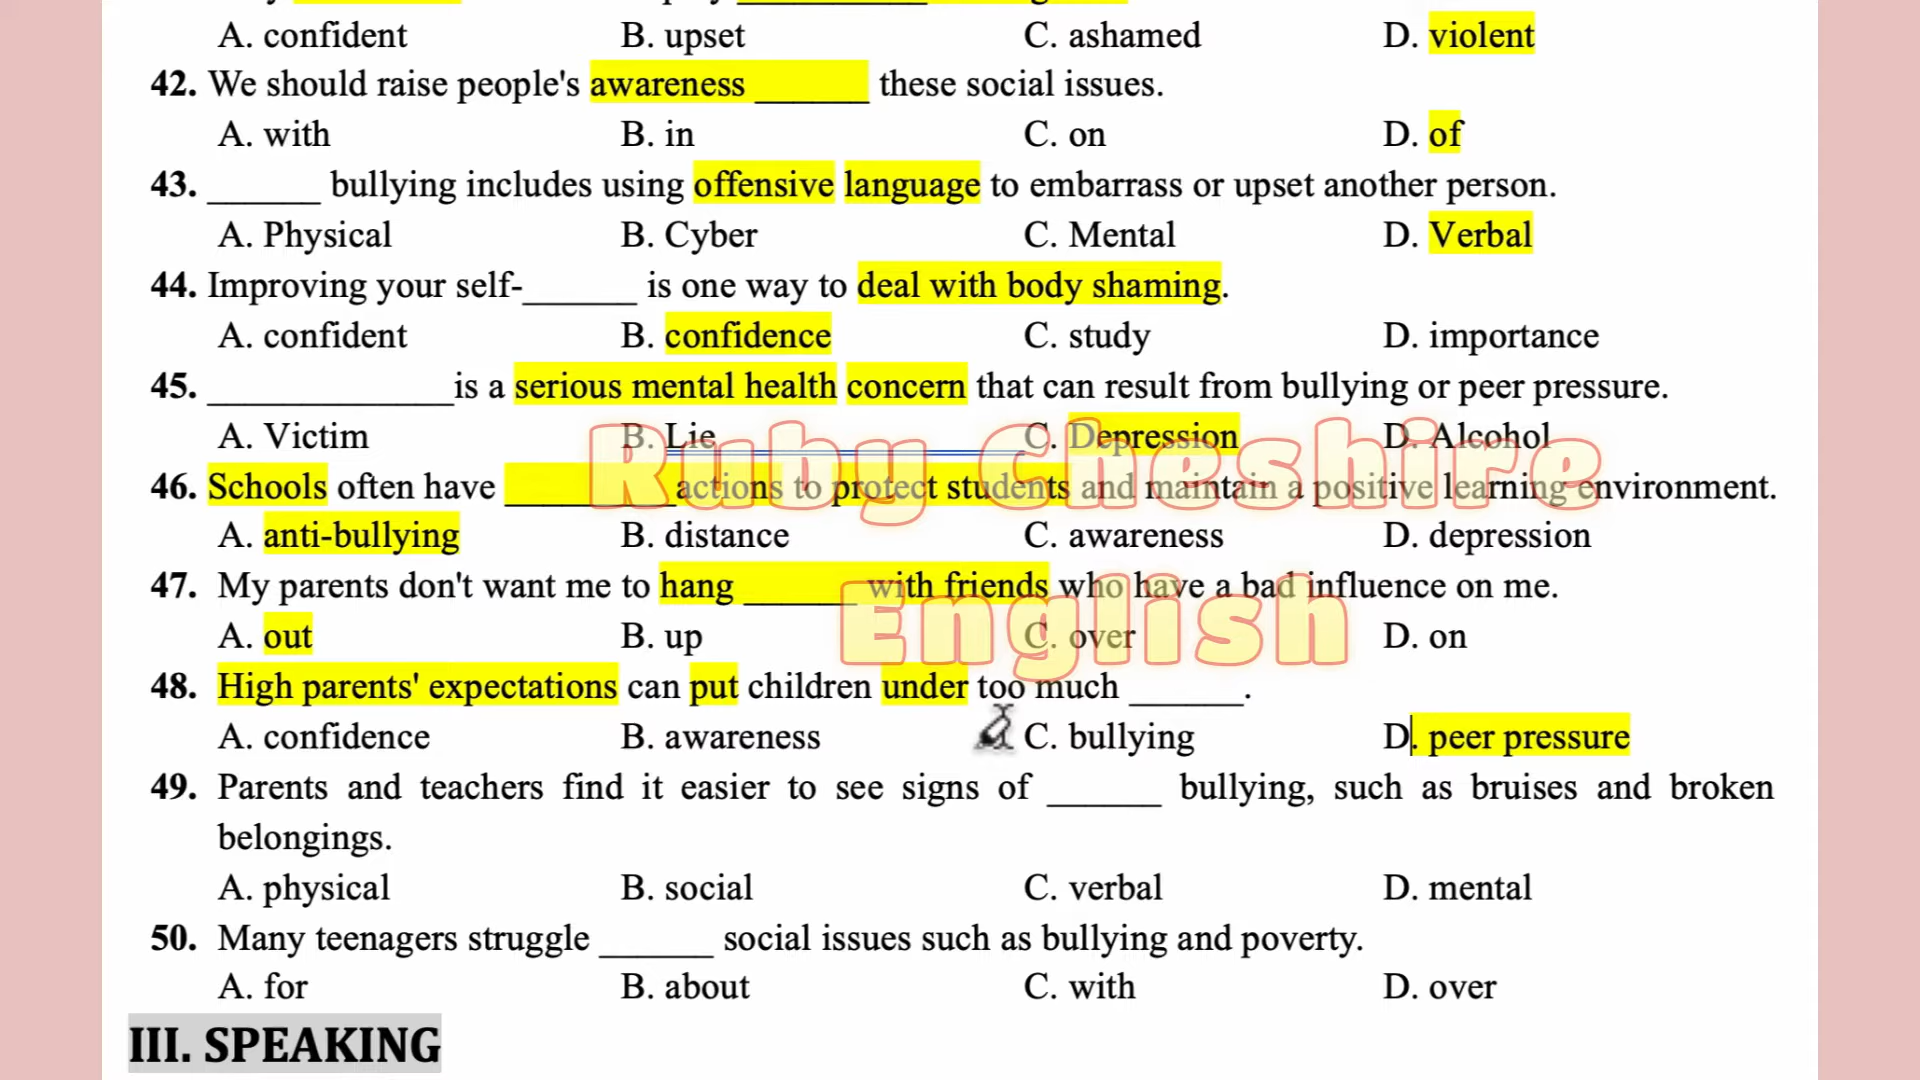 A. confident B. upset C. ashamed D. violent
42. We should raise people's awareness ______ these social issues.
A. with B. in C. on D. of
43. ______ bullying includes using offensive language to embarrass or upset another person.
A. Physical B. Cyber C. Mental D. Verbal
44. Improving your self-______ is one way to deal with body shaming.
A. confident B. confidence C. study D. importance
45. _____________is a serious mental health concern that can result from bullying or peer pressure.
A. Victim B. Lie C. Depression D. Alcohol
Ruby Cheshire
46. Schools often have _________actions to protect students and maintain a positive learning environment.
A. anti-bullying B. distance C. awareness D. depression
47. My parents don't want me to hang ______ with friends who have a bad influence on me.
English
A. out B. up C. over D. on
48. High parents' expectations can put children under too much ______.
A. confidence B. awareness C. bullying D. peer pressure
49. Parents and teachers find it easier to see signs of ______ bullying, such as bruises and broken
belongings.
A. physical B. social C. verbal D. mental
50. Many teenagers struggle ______ social issues such as bullying and poverty.
A. for B. about C. with D. over
III. SPEAKING